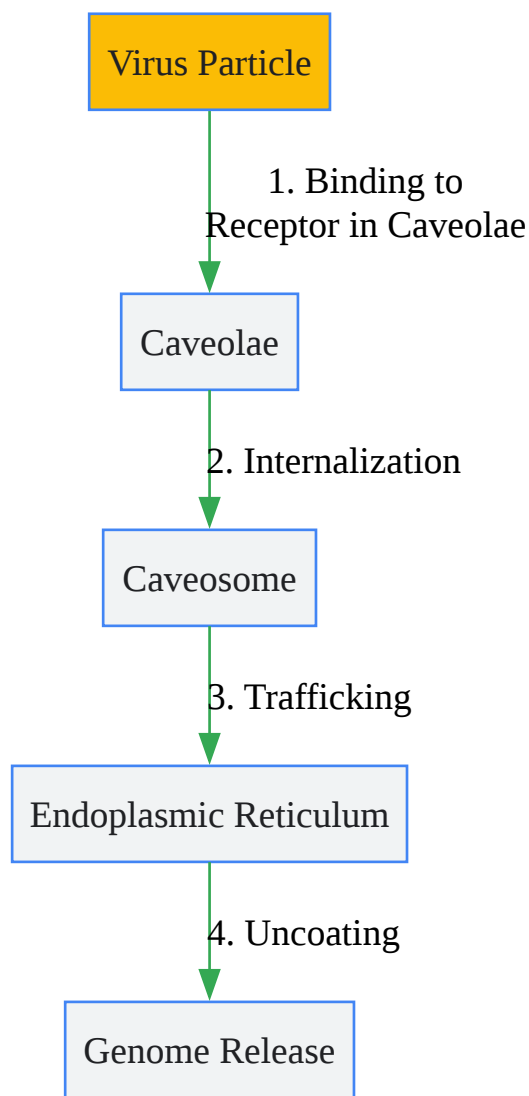 Virus Particle
1. Binding to
Receptor in Caveolae
Caveolae
2. Internalization
Caveosome
3. Trafficking
Endoplasmic Reticulum
4. Uncoating
Genome Release